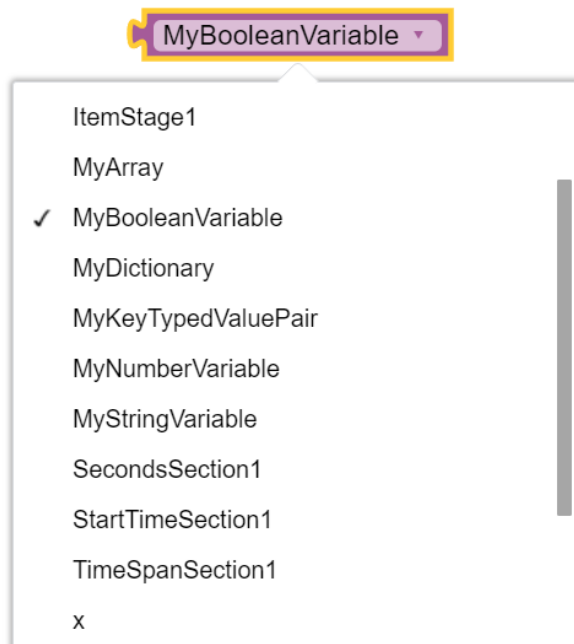 MyBooleanVariable
ItemStage1
MyArray
MyBooleanVariable
MyDictionary
MyKeyTypedValuePair
MyNumberVariable
MyStringVariable
SecondsSection1
StartTimeSection1
TimeSpanSection1
x